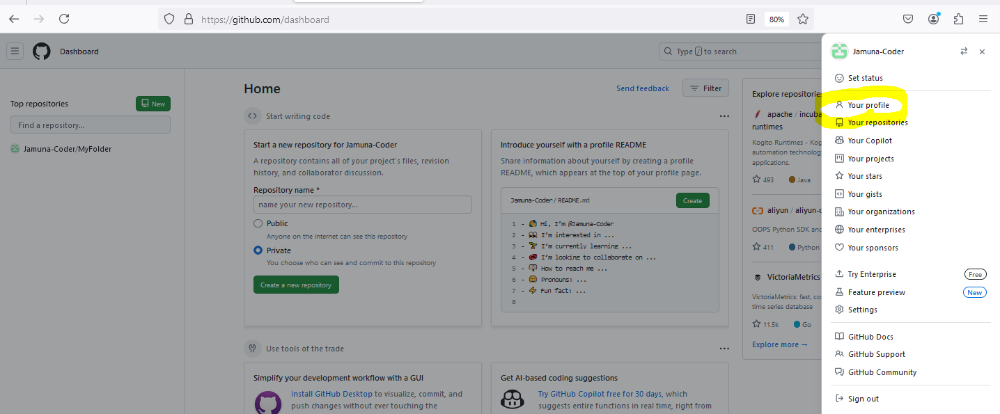 https://github.com/dashboard
80%
Dashboard
Type / to search
Top repositories
New
Find a repository...
Jamuna-Coder/MyFolder
Home
Send feedback
Filter
Start writing code
Start a new repository for Jamuna-Coder
A repository contains all of your project's files, revision
history, and collaborator discussion.
Repository name *
name your new repository...
Public
Anyone on the internet can see this repository
Private
You choose who can see and commit to this repository
Create a new repository
Introduce yourself with a profile README
Share information about yourself by creating a profile
README, which appears at the top of your profile page.
Jamuna-Coder/README.md
Create
1 - 👋 Hi, I'm @Jamuna-Coder
2 - 👀 I'm interested in ...
3 - 🌱 I'm currently learning ...
4 - 💞️ I'm looking to collaborate on ...
5 - 📫 How to reach me ...
6 - 😄 Pronouns: ...
7 - ⚡ Fun fact: ...
8
Use tools of the trade
Simplify your development workflow with a GUI
Install GitHub Desktop to visualize, commit, and
push changes without ever touching the
Get AI-based coding suggestions
Try GitHub Copilot free for 30 days, which
suggests entire functions in real time, right from
Explore repositories
apache / incuba
runtimes
Kogito Runtimes - Kog
automation technolog
applications.
493
Java
aliyun / aliyun-o
ODPS Python SDK and
411
Python
VictoriaMetrics
VictoriaMetrics: fast, co
time series database
11.5k
Go
Explore more →
Jamuna-Coder
Set status
Your profile
Your repositories
Your Copilot
Your projects
Your stars
Your gists
Your organizations
Your enterprises
Your sponsors
Try Enterprise
Free
Feature preview
New
Settings
GitHub Docs
GitHub Support
GitHub Community
Sign out